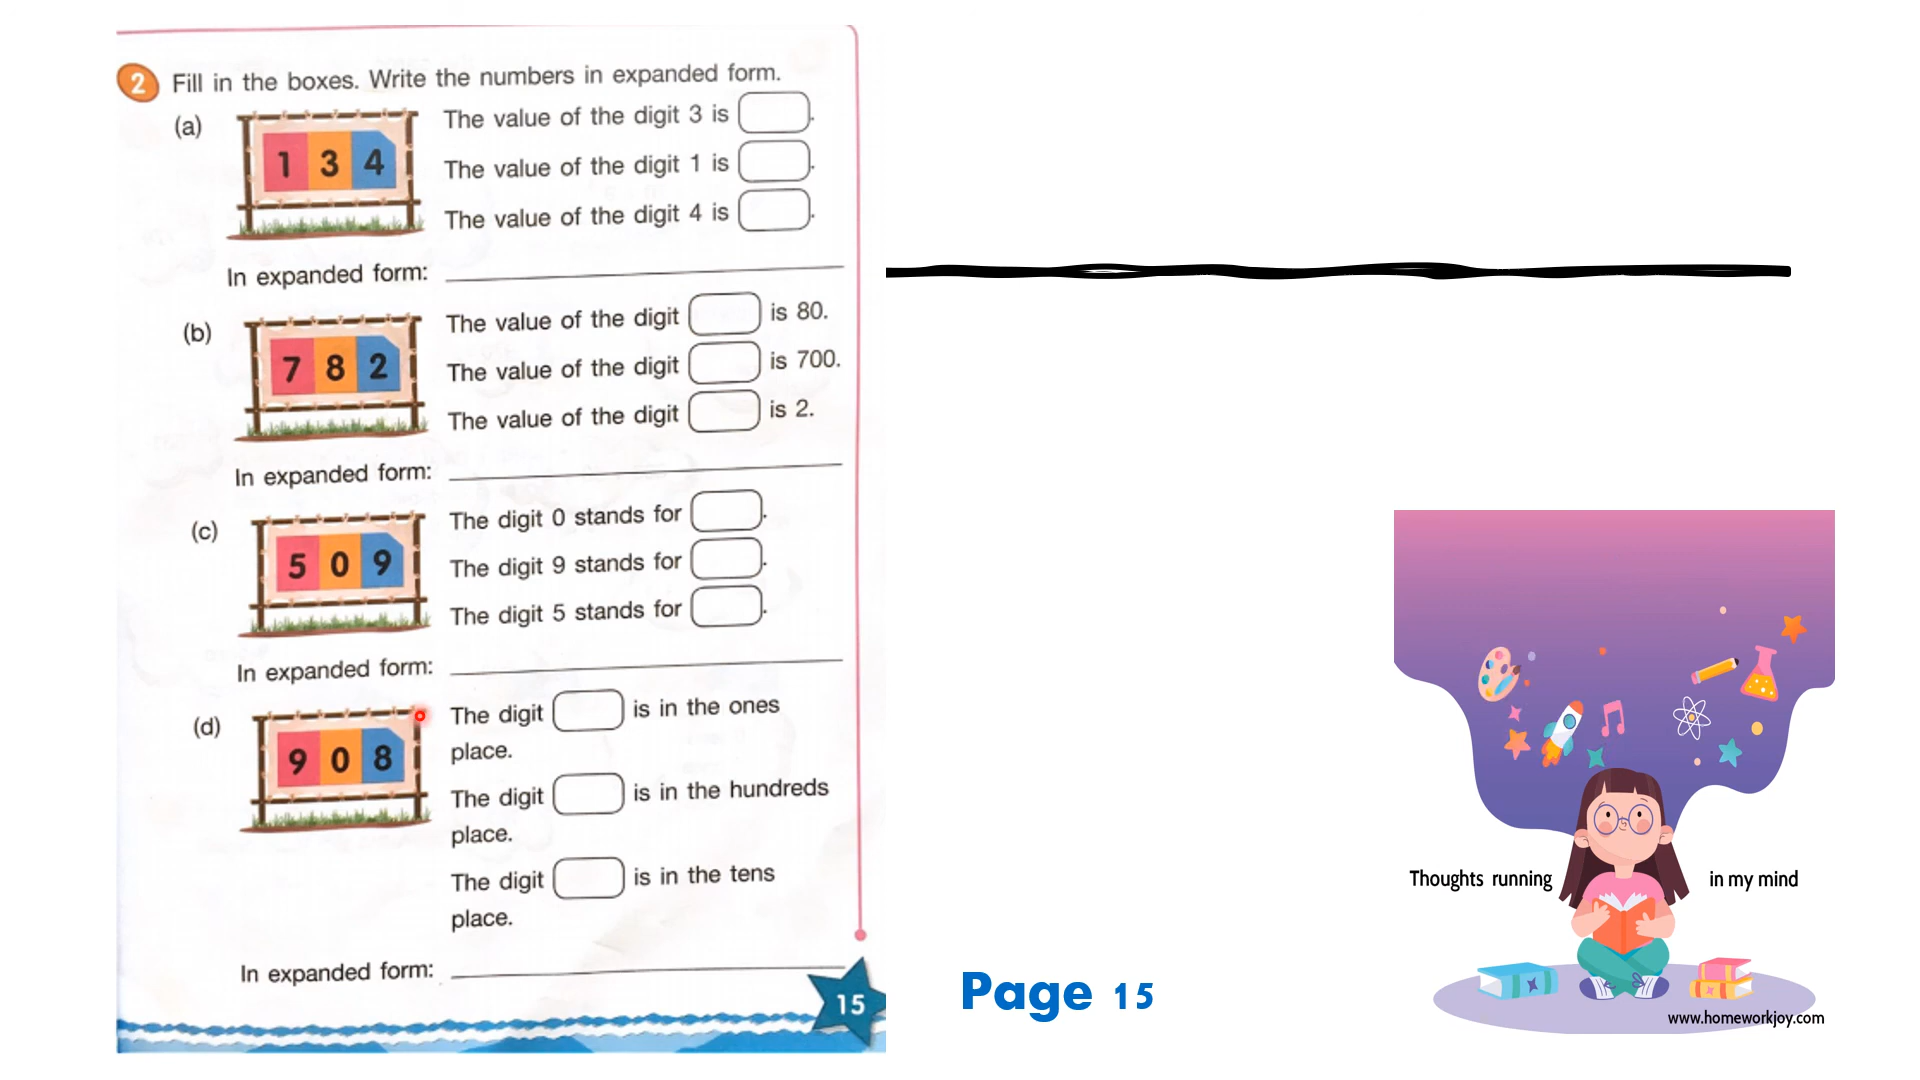 2 Fill in the boxes. Write the numbers in expanded form.
(a) 1 3 4
The value of the digit 3 is .
The value of the digit 1 is .
The value of the digit 4 is .
In expanded form:
(b) 7 8 2
The value of the digit is 80.
The value of the digit is 700.
The value of the digit is 2.
In expanded form:
(c) 5 0 9
The digit 0 stands for .
The digit 9 stands for .
The digit 5 stands for .
In expanded form:
(d) 9 0 8
The digit is in the ones
place.
The digit is in the hundreds
place.
The digit is in the tens
place.
In expanded form:
15
Page 15
Thoughts running in my mind
www.homeworkjoy.com